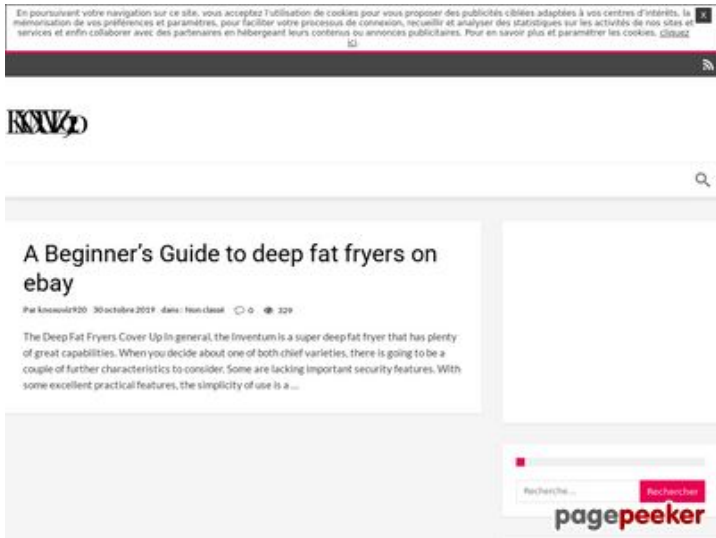 En poursuivant votre navigation sur ce site, vous acceptez l'utilisation de cookies pour vous proposer des publicités ciblées adaptées à vos centres d'intérêts, la
mémorisation de vos préférences et paramètres, pour faciliter votre processus de connexion, recueillir et analyser des statistiques sur les activités de nos sites et
services et enfin collaborer avec des partenaires en hébergeant leurs contenus ou annonces publicitaires. Pour en savoir plus et paramétrer les cookies, cliquez
ici.
X
A Beginner's Guide to deep fat fryers on
ebay
Par knoxoviz920 30 octobre 2019 dans : Non classé 0 329
The Deep Fat Fryers Cover Up In general, the Inventum is a super deep fat fryer that has plenty
of great capabilities. When you decide about one of both chief varieties, there is going to be a
couple of further characteristics to consider. Some are lacking important security features. With
some excellent practical features, the simplicity of use is a ...
Recherche... Rechercher
pagepeeker